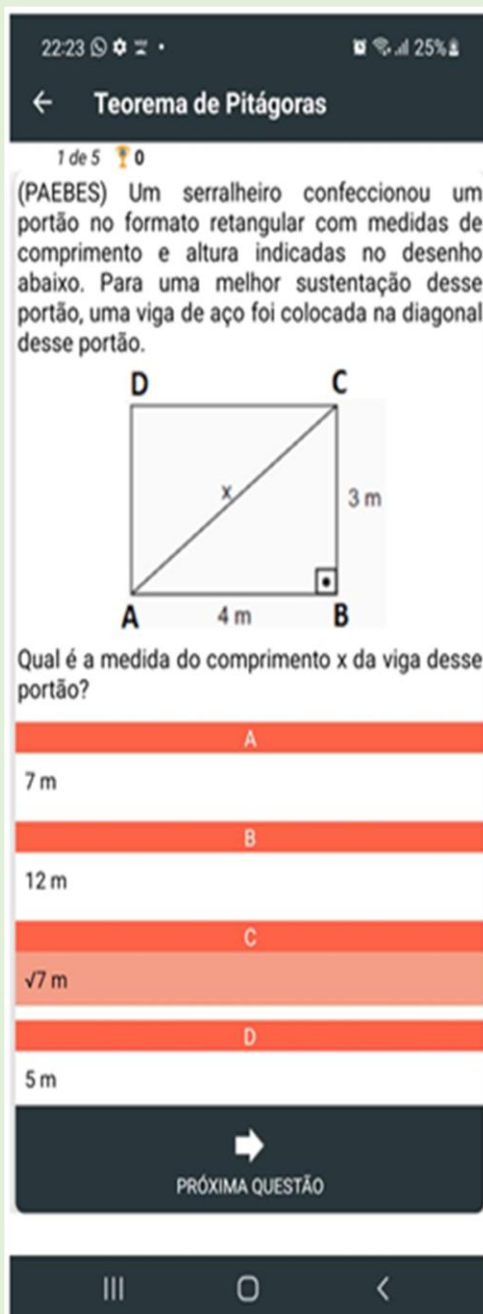 22:23
25%
← Teorema de Pitágoras
1 de 5 0
(PAEBES) Um serralheiro confeccionou um
portão no formato retangular com medidas de
comprimento e altura indicadas no desenho
abaixo. Para uma melhor sustentação desse
portão, uma viga de aço foi colocada na diagonal
desse portão.
D C
x
3 m
A 4 m B
Qual é a medida do comprimento x da viga desse
portão?
A
7 m
B
12 m
C
√7 m
D
5 m
PRÓXIMA QUESTÃO